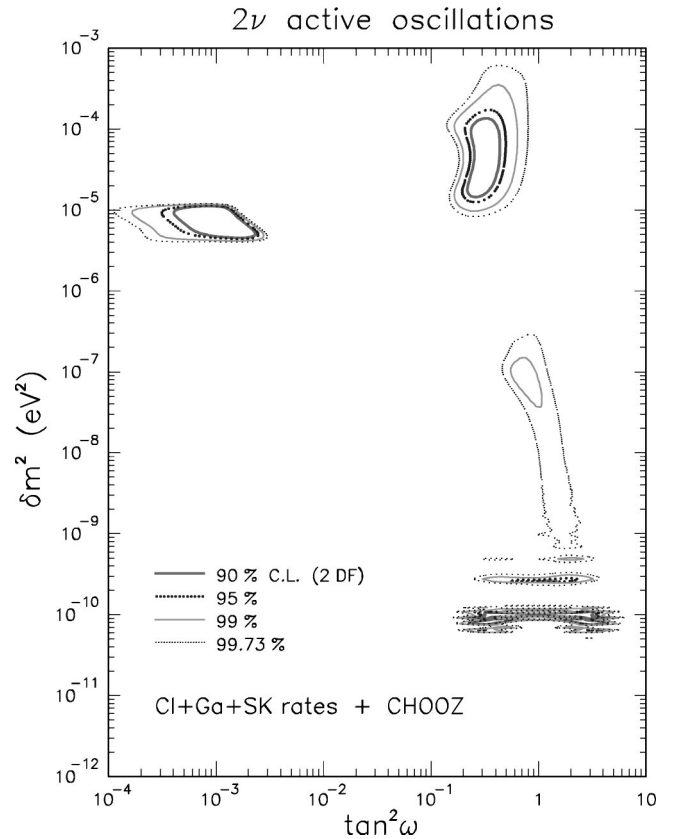 2ν active oscillations
10⁻³
10⁻⁴
10⁻⁵
10⁻⁶
10⁻⁷
10⁻⁸
10⁻⁹
10⁻¹⁰
10⁻¹¹
10⁻¹²
δm² (eV²)
90 % C.L. (2 DF)
95 %
99 %
99.73 %
Cl+Ga+SK rates + CHOOZ
10⁻⁴ 10⁻³ 10⁻² 10⁻¹ 1 10
tan²ω